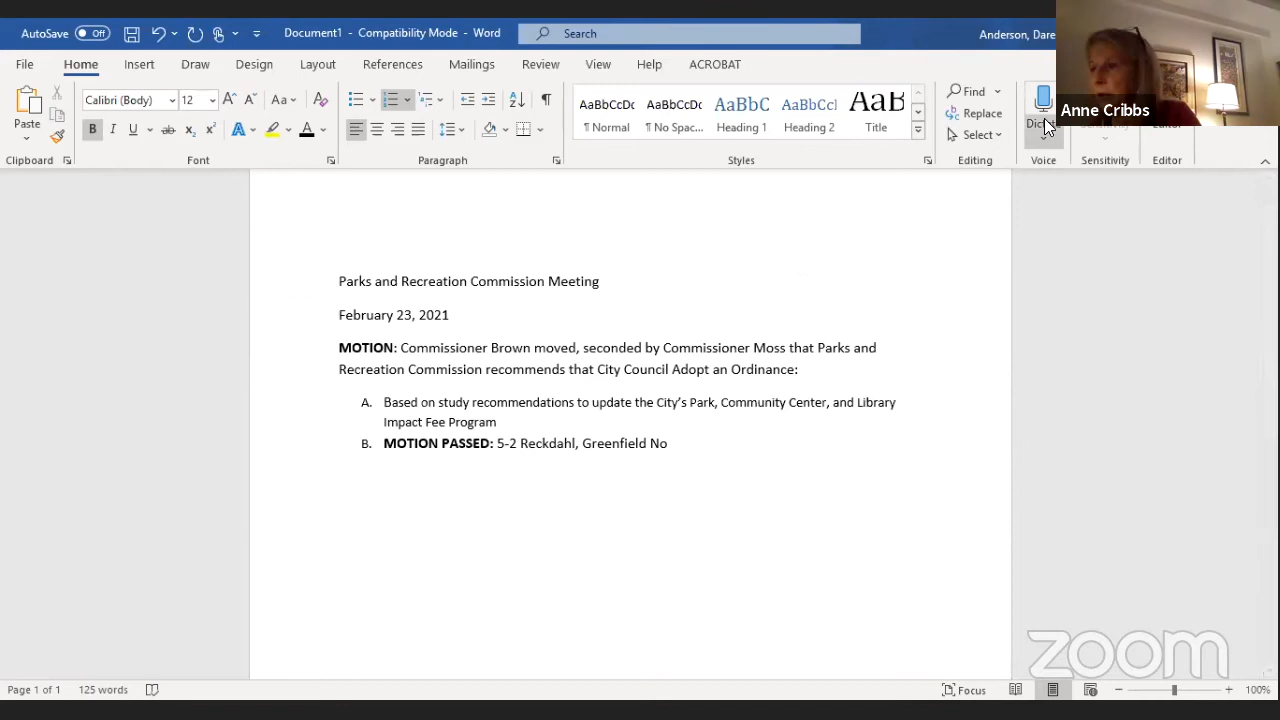 AutoSave Off Document1 - Compatibility Mode - Word Search Anderson, Dare
File Home Insert Draw Design Layout References Mailings Review View Help ACROBAT
Paste Calibri (Body) 12 Aa
AaBbCcDc AaBbCcDc AaBbC AaBbCcl AaB
¶ Normal ¶ No Spac... Heading 1 Heading 2 Title
Find
Replace
Select
Anne Cribbs
Clipboard Font Paragraph Styles Editing Voice Sensitivity Editor
Parks and Recreation Commission Meeting
February 23, 2021
MOTION: Commissioner Brown moved, seconded by Commissioner Moss that Parks and
Recreation Commission recommends that City Council Adopt an Ordinance:
A. Based on study recommendations to update the City's Park, Community Center, and Library
Impact Fee Program
B. MOTION PASSED: 5-2 Reckdahl, Greenfield No
zoom
Page 1 of 1 125 words Focus 100%